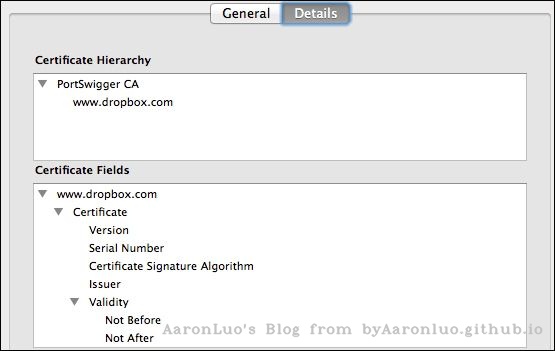 General Details
Certificate Hierarchy
PortSwigger CA
www.dropbox.com
Certificate Fields
www.dropbox.com
Certificate
Version
Serial Number
Certificate Signature Algorithm
Issuer
Validity
Not Before
Not After
AaronLuo's Blog from byAaronluo.github.io